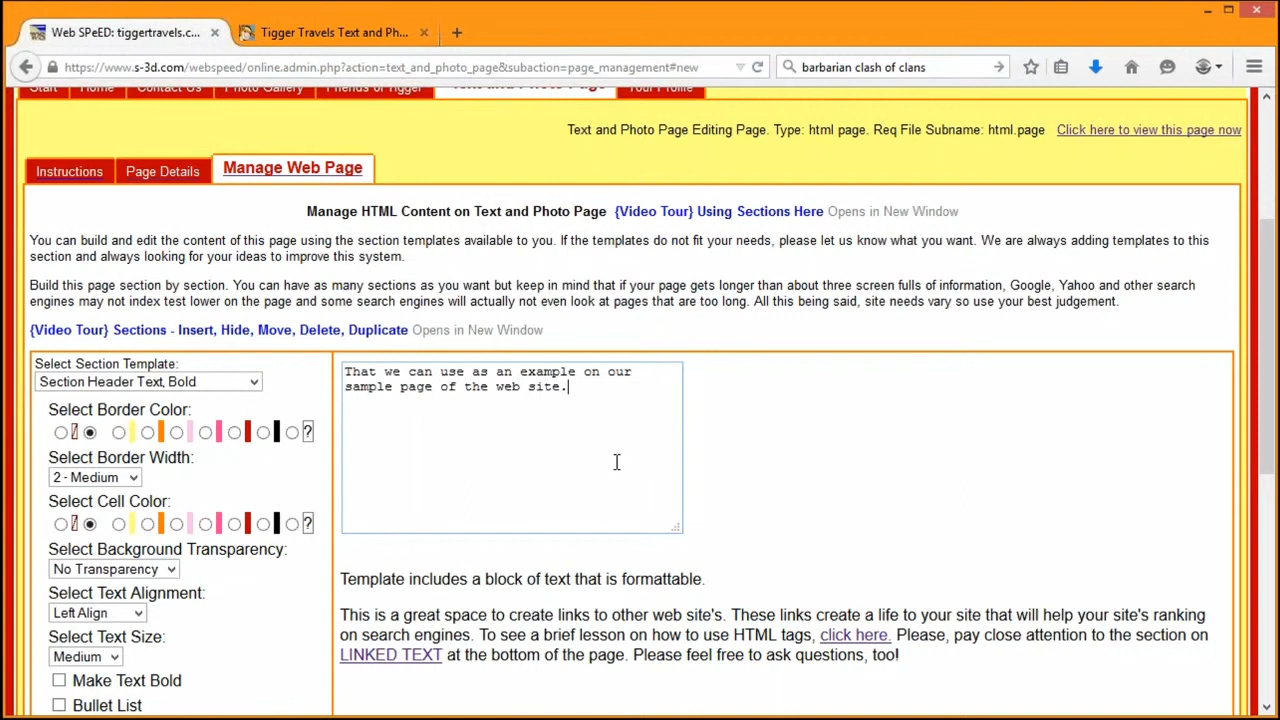 Web SPeED: tiggertravels.c...
Tigger Travels Text and Ph...
https://www.s-3d.com/webspeed/online.admin.php?action=text_and_photo_page&subaction=page_management#new
barbarian clash of clans
Start
Home
Contact Us
Photo Gallery
Friends of Tigger
Text and Photo Page
Your Profile
Text and Photo Page Editing Page. Type: html page. Req File Subname: html.page Click here to view this page now
Instructions
Page Details
Manage Web Page
Manage HTML Content on Text and Photo Page {Video Tour} Using Sections Here Opens in New Window
You can build and edit the content of this page using the section templates available to you. If the templates do not fit your needs, please let us know what you want. We are always adding templates to this
section and always looking for your ideas to improve this system.
Build this page section by section. You can have as many sections as you want but keep in mind that if your page gets longer than about three screen fulls of information, Google, Yahoo and other search
engines may not index test lower on the page and some search engines will actually not even look at pages that are too long. All this being said, site needs vary so use your best judgement.
{Video Tour} Sections - Insert, Hide, Move, Delete, Duplicate Opens in New Window
Select Section Template:
Section Header Text, Bold
Select Border Color:
?
Select Border Width:
2 - Medium
Select Cell Color:
?
Select Background Transparency:
No Transparency
Select Text Alignment:
Left Align
Select Text Size:
Medium
Make Text Bold
Bullet List
That we can use as an example on our
sample page of the web site.
Template includes a block of text that is formattable.
This is a great space to create links to other web site's. These links create a life to your site that will help your site's ranking
on search engines. To see a brief lesson on how to use HTML tags, click here. Please, pay close attention to the section on
LINKED TEXT at the bottom of the page. Please feel free to ask questions, too!